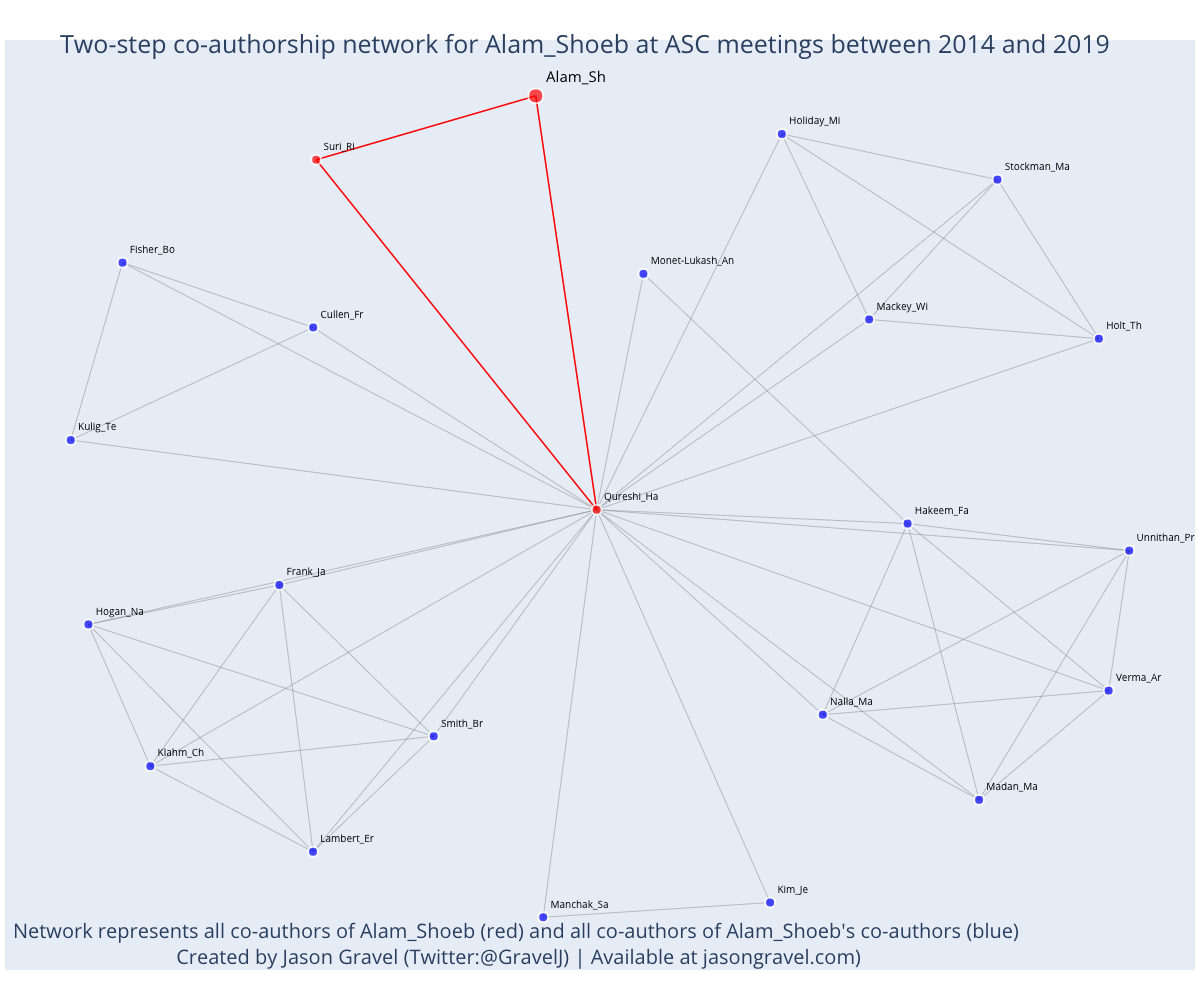 Two-step co-authorship network for Alam_Shoeb at ASC meetings between 2014 and 2019
Alam_Sh
Holiday_Mi
Suri_Ri
Stockman_Ma
Fisher_Bo
Monet-Lukash_An
Mackey_Wi
Cullen_Fr
Holt_Th
Kulig_Te
Qureshi_Ha
Hakeem_Fa
Unnithan_Pr
Frank_Ja
Hogan_Na
Verma_Ar
Nalla_Ma
Smith_Br
Klahm_Ch
Madan_Ma
Lambert_Er
Kim_Je
Manchak_Sa
Network represents all co-authors of Alam_Shoeb (red) and all co-authors of Alam_Shoeb's co-authors (blue)
Created by Jason Gravel (Twitter:@GravelJ) | Available at jasongravel.com)